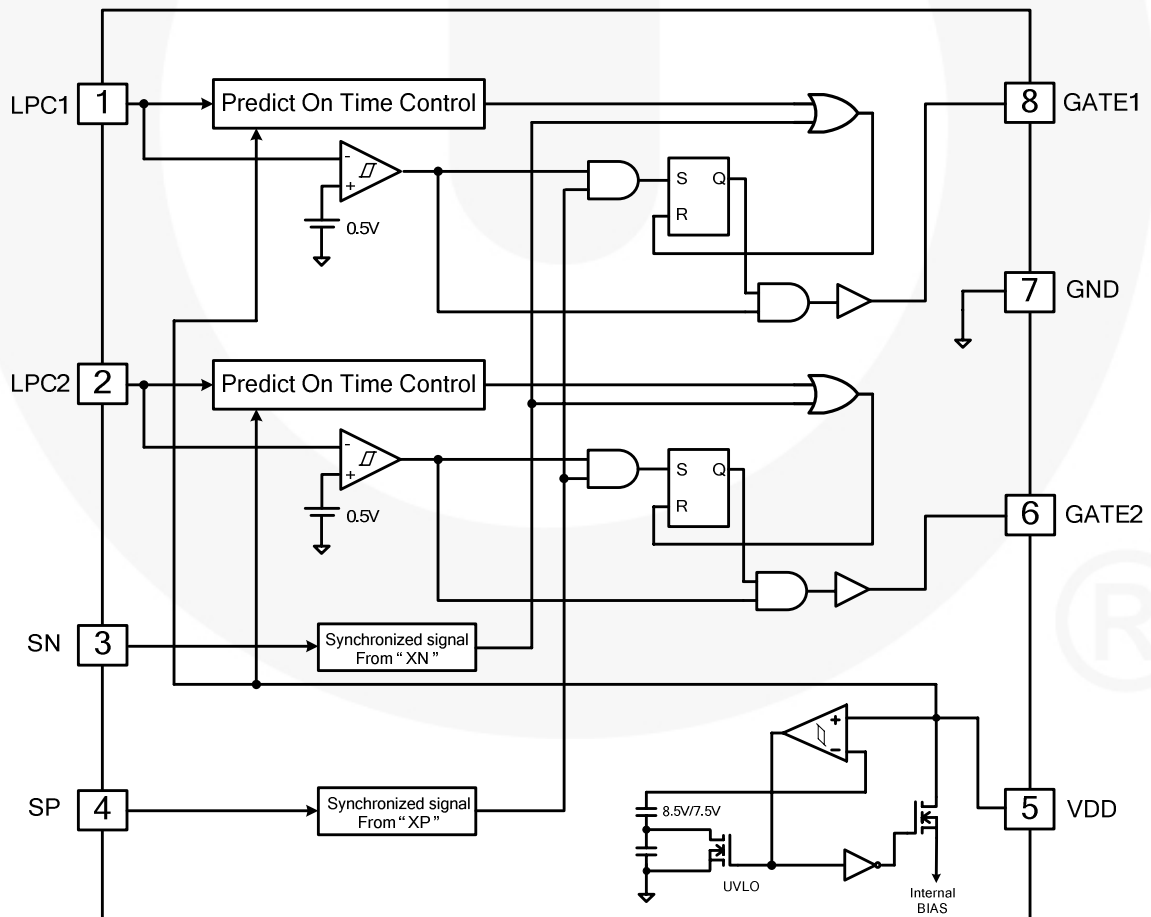 LPC1
1
Predict On Time Control
8
GATE1
-
+
0.5V
S
Q
R
7
GND
LPC2
2
Predict On Time Control
-
+
0.5V
S
Q
R
6
GATE2
SN
3
Synchronized signal
From “ XN ”
®
+
-
SP
4
Synchronized signal
From “ XP ”
8.5V/7.5V
5
VDD
UVLO
Internal
BIAS